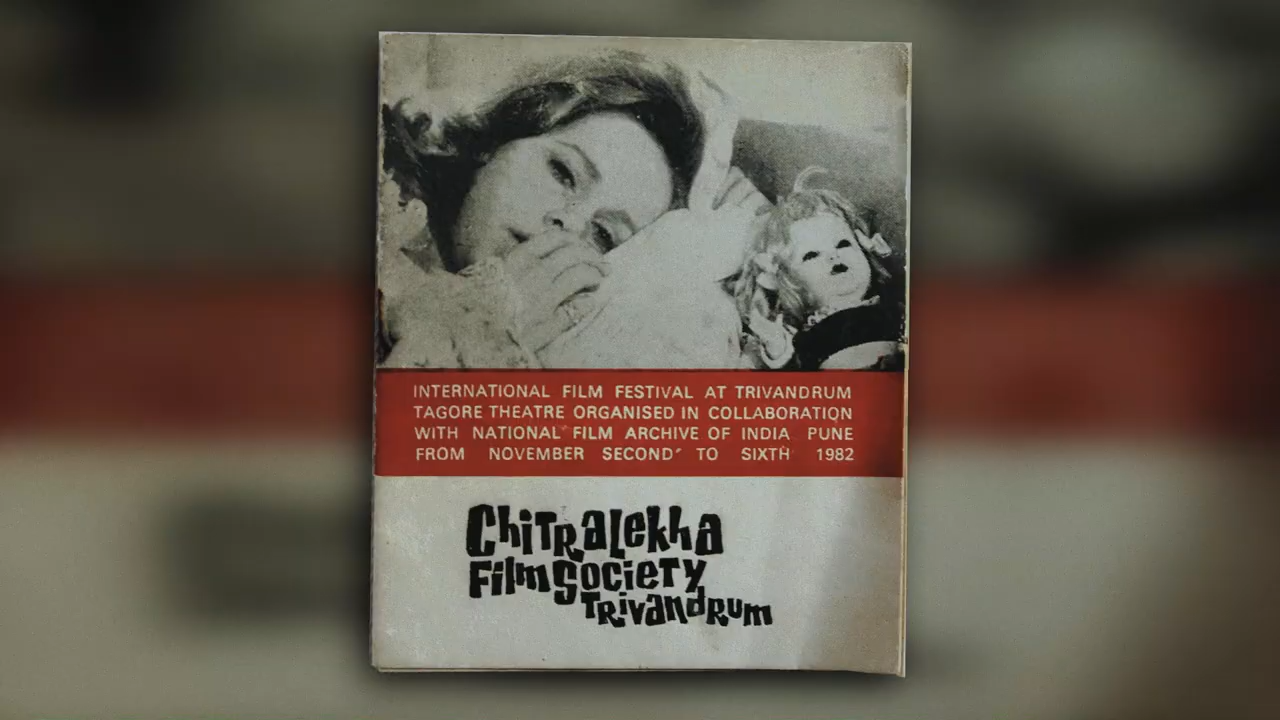 INTERNATIONAL FILM FESTIVAL AT TRIVANDRUM
TAGORE THEATRE ORGANISED IN COLLABORATION
WITH NATIONAL FILM ARCHIVE OF INDIA PUNE
FROM NOVEMBER SECOND TO SIXTH 1982
ChiTRaLekha
FilmSociETy
TRivandRum